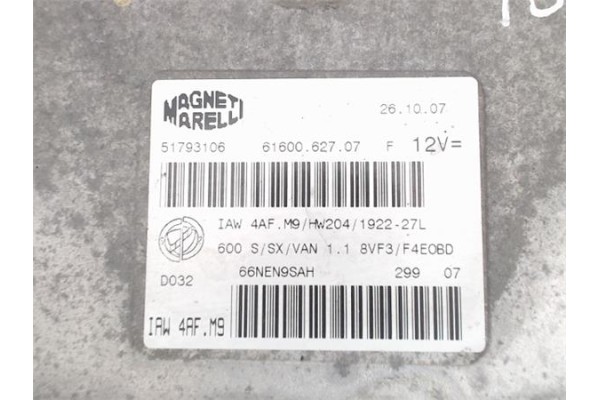 MAGNETI
MARELLI
26.10.07
51793106 61600.627.07 F 12V=
IAW 4AF.M9/HW204/1922-27L
600 S/SX/VAN 1.1 8VF3/F4EOBD
D032 66NEN9SAH 299 07
IAW 4AF.M9